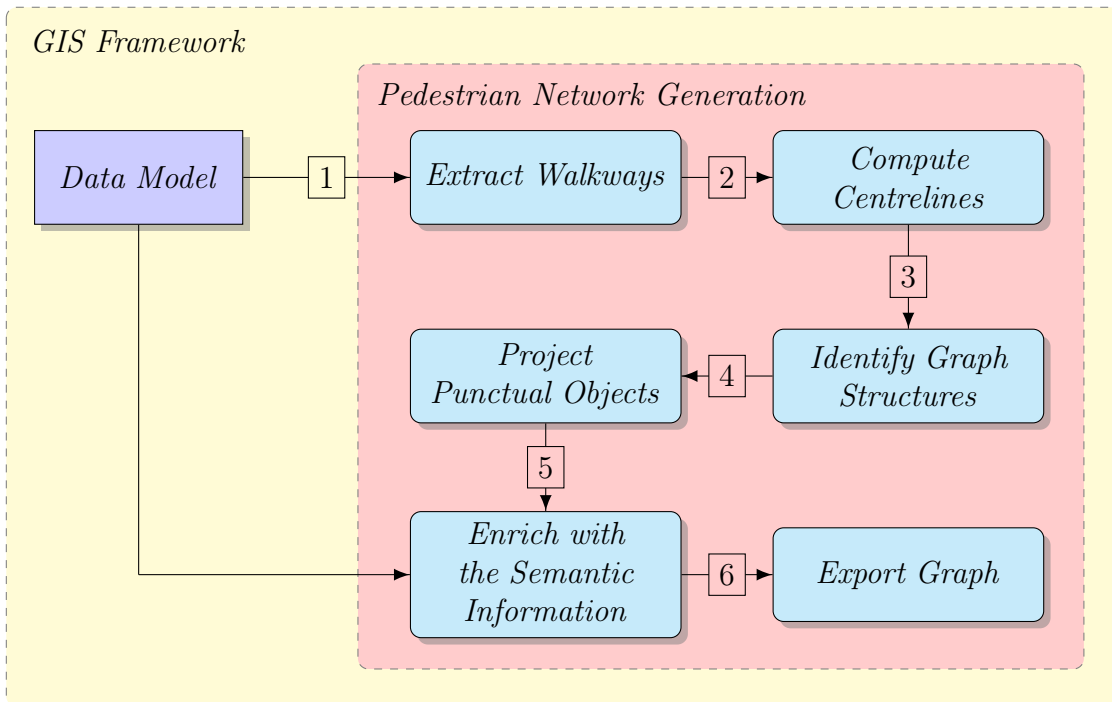 GIS Framework
Pedestrian Network Generation
Data Model
1
Extract Walkways
2
Compute
Centrelines
3
Identify Graph
Structures
4
Project
Punctual Objects
5
Enrich with
the Semantic
Information
6
Export Graph